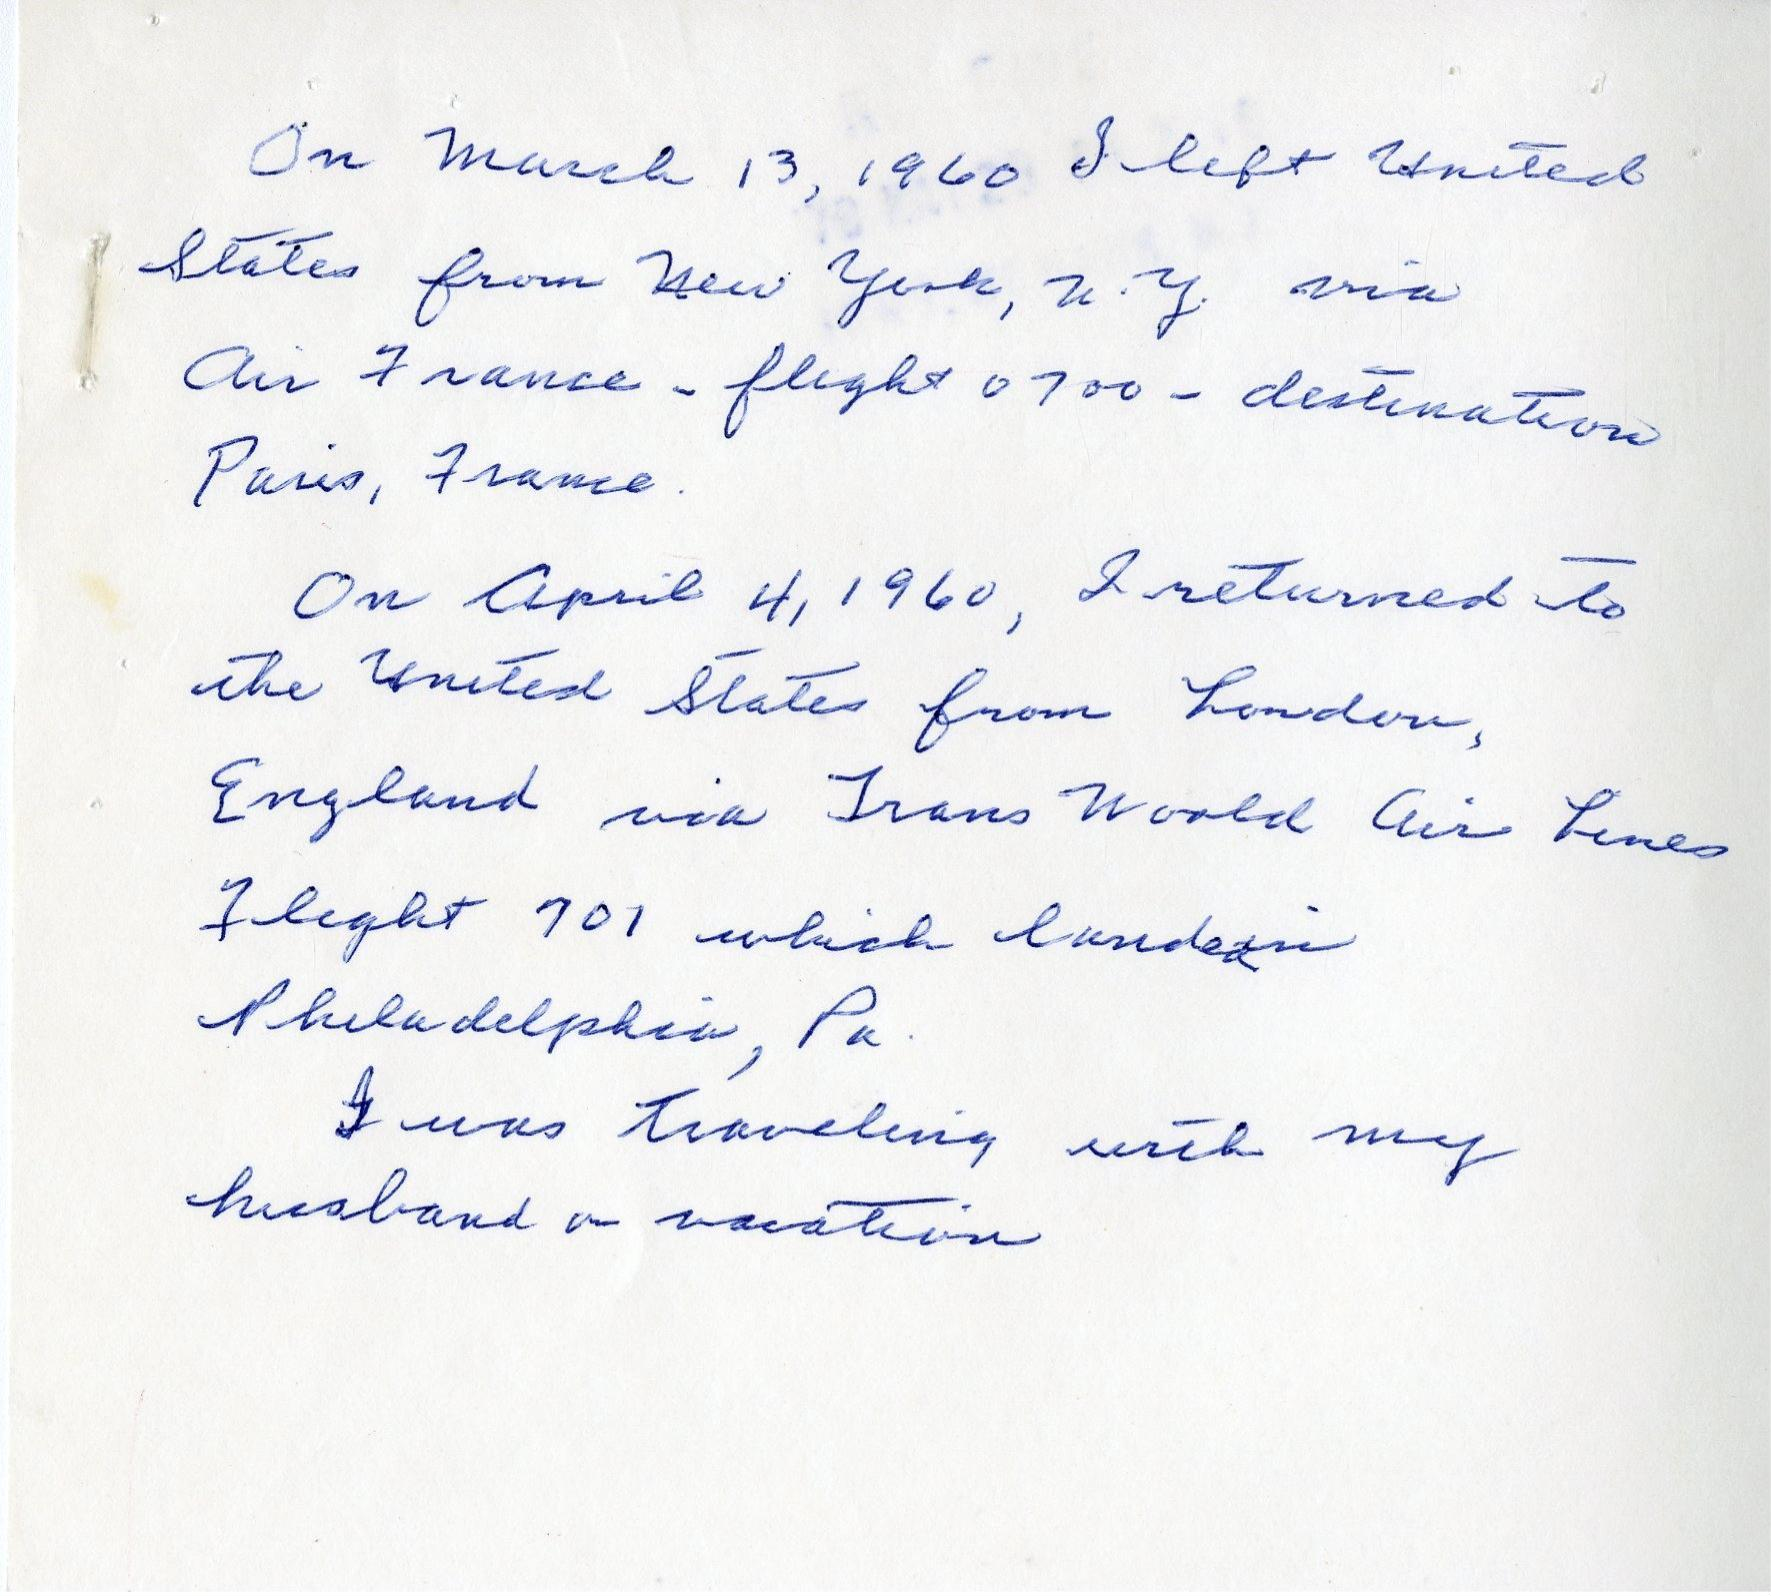 On March 13, 1960 I left United
States from New York, N.Y. via
Air France - flight 0700 - destination
Paris, France.
On April 4, 1960, I returned to
the United States from London,
England via Trans World Air Lines
Flight 701 which landed in
Philadelphia, Pa.
I was traveling with my
husband on vacation